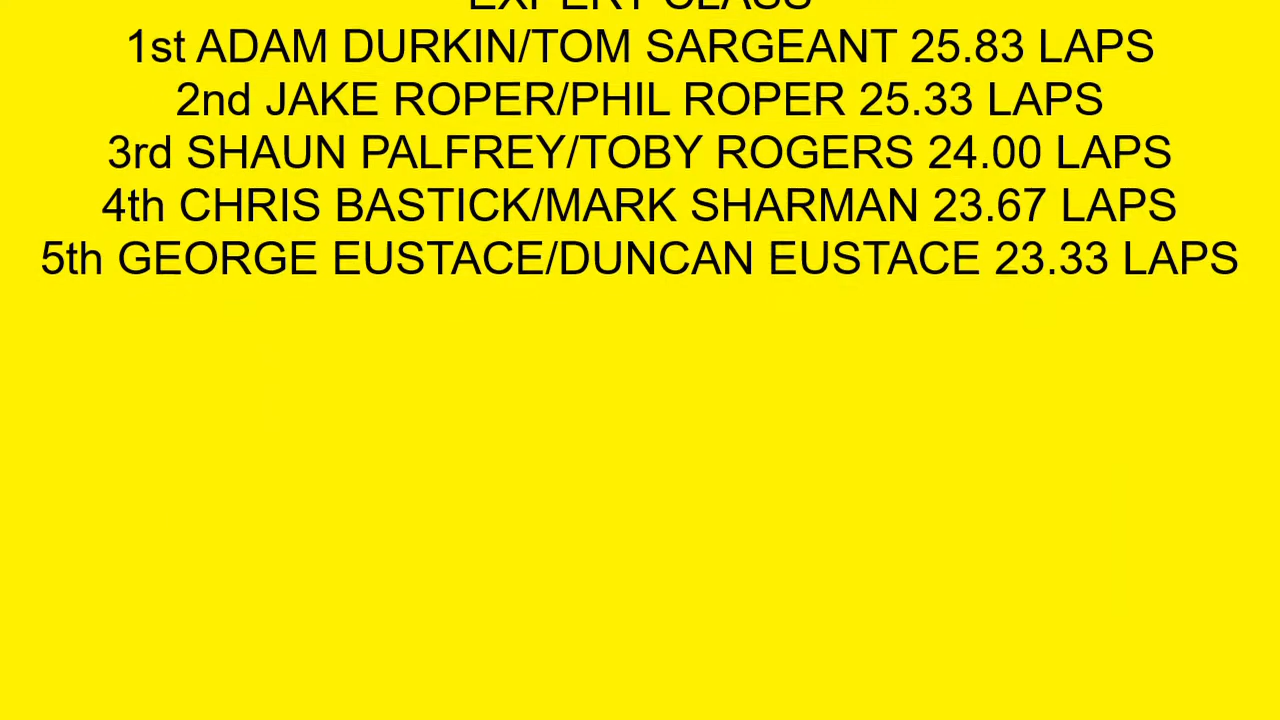 EXPERT CLASS
1st ADAM DURKIN/TOM SARGEANT 25.83 LAPS
2nd JAKE ROPER/PHIL ROPER 25.33 LAPS
3rd SHAUN PALFREY/TOBY ROGERS 24.00 LAPS
4th CHRIS BASTICK/MARK SHARMAN 23.67 LAPS
5th GEORGE EUSTACE/DUNCAN EUSTACE 23.33 LAPS